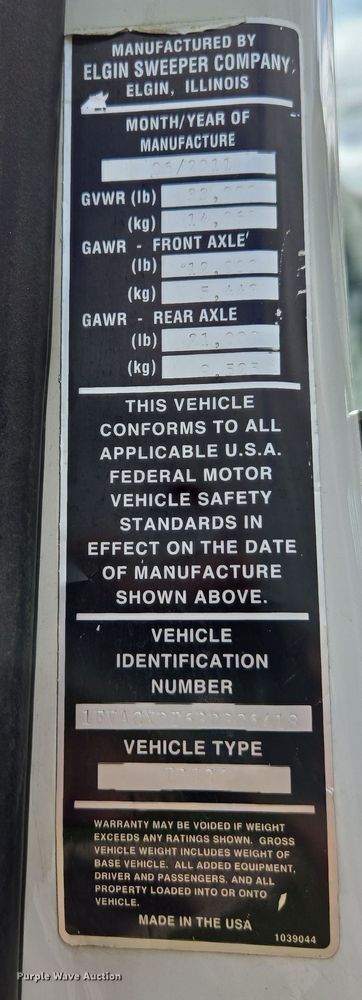 MANUFACTURED BY
ELGIN SWEEPER COMPANY
ELGIN, ILLINOIS
MONTH/YEAR OF
MANUFACTURE
06/2011
GVWR (lb)
(kg)
GAWR - FRONT AXLE
(lb)
(kg)
GAWR - REAR AXLE
(lb)
(kg)
THIS VEHICLE
CONFORMS TO ALL
APPLICABLE U.S.A.
FEDERAL MOTOR
VEHICLE SAFETY
STANDARDS IN
EFFECT ON THE DATE
OF MANUFACTURE
SHOWN ABOVE.
VEHICLE
IDENTIFICATION
NUMBER
VEHICLE TYPE
WARRANTY MAY BE VOIDED IF WEIGHT
EXCEEDS ANY RATINGS SHOWN. GROSS
VEHICLE WEIGHT INCLUDES WEIGHT OF
BASE VEHICLE. ALL ADDED EQUIPMENT,
DRIVER AND PASSENGERS. AND ALL
PROPERTY LOADED INTO OR ONTO
VEHICLE.
MADE IN THE USA
1039044
Purple Wave Auction